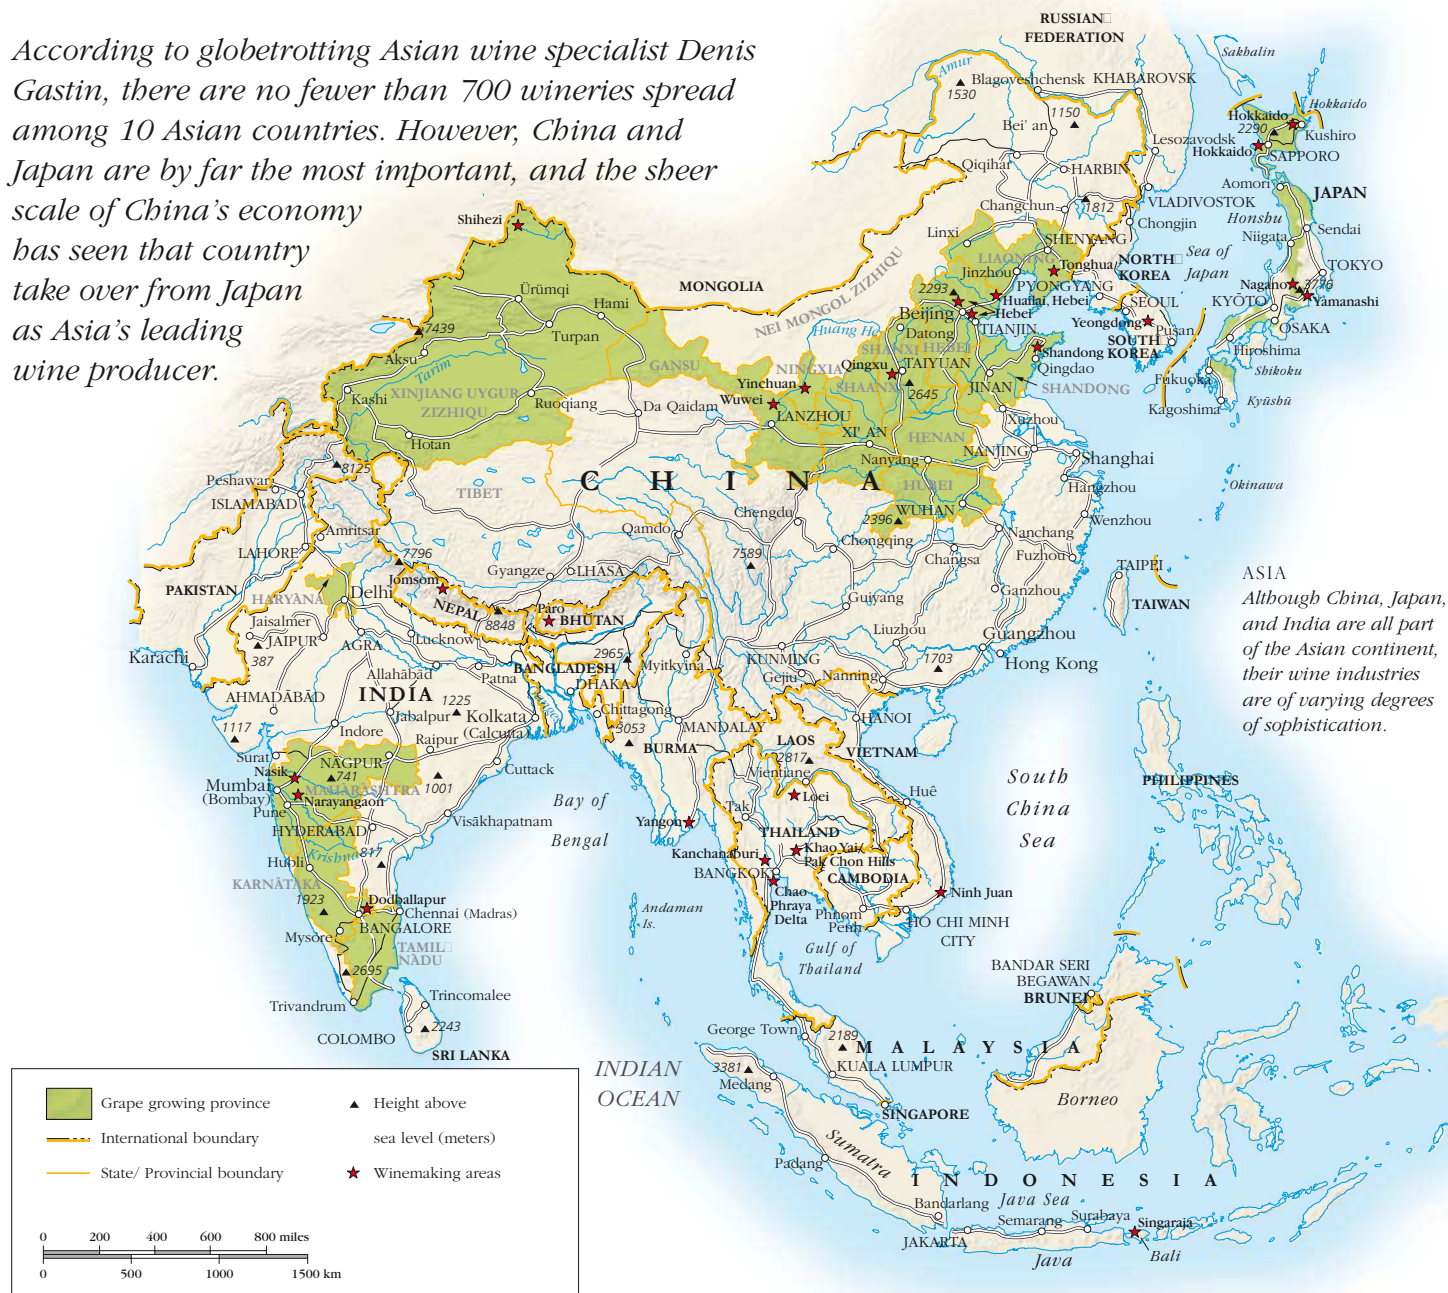 According to globetrotting Asian wine specialist Denis
Gastin, there are no fewer than 700 wineries spread
among 10 Asian countries. However, China and
Japan are by far the most important, and the sheer
scale of China's economy
has seen that country
take over from Japan
as Asia's leading
wine producer.
RUSSIAN
FEDERATION
Sakhalin
Amur
1530
Blagoveshchensk
KHABAROVSK
1150
Bei' an
Hokkaido
Hokkaido
2290
Kushiro
Lesozavodsk
Hokkaido
SAPPORO
Qiqihar
HARBIN
Aomori
JAPAN
Changchun
1812
VLADIVOSTOK
Chongjin
Honshu
Niigata
Sendai
Shihezi
Linxi
SHENYANG
Sea of
Japan
LIAONING
Tonghua
NORTH
KOREA
TOKYO
Jinzhou
PYONGYANG
Nagano
3776
MONGOLIA
NEI MONGOL ZIZHIQU
2293
Huailai, Hebei
SEOUL
KYŌTO
Yamanashi
Ürümqi
Hami
Beijing
Hebei
TIANJIN
Yeongdong
Pusan
OSAKA
Turpan
Huang He
Datong
SOUTH
KOREA
Hiroshima
7439
Aksu
Tarim
SHANXI
HEBEI
Shandong
Qingdao
Shikoku
GANSU
NINGXIA
Qingxu
TAIYUAN
JINAN
SHANDONG
Fukuoka
Kyūshū
Yinchuan
SHAANXI
2645
Kagoshima
Kashi
XINJIANG UYGUR
ZIZHIQU
Ruoqiang
Da Qaidam
Wuwei
LANZHOU
Xuzhou
Hotan
XI' AN
HENAN
NANJING
Shanghai
8125
Nanyang
Peshawar
CHINA
HUBEI
Hangzhou
Okinawa
ISLAMABAD
TIBET
WUHAN
Wenzhou
Amritsar
Qamdo
Chengdu
2396
Nanchang
LAHORE
7796
7589
Chongqing
Changsa
Fuzhou
Gyangze
LHASA
TAIPEI
PAKISTAN
Jomsom
HARYANA
Delhi
NEPAL
Paro
BHUTAN
Guiyang
Ganzhou
TAIWAN
8848
Jaisalmer
JAIPUR
387
AGRA
Lucknow
Liuzhou
Guangzhou
Karachi
2965
Myitkyina
KUNMING
1703
Hong Kong
Allahābād
Patna
BANGLADESH
DHAKA
Gejiu
Nanning
AHMADĀBĀD
INDÍA
1225
Ganges
Chittagong
Jabalpur
Kolkata
(Calcutta)
MANDALAY
HANOI
1117
Indore
Raipur
3053
LAOS
BURMA
2817
VIETNAM
Surat
NĀGPUR
Cuttack
Vientiane
Nasik
741
Mumbai
(Bombay)
MAHARASHTRA
1001
Narayangaon
Loei
Huê
Pune
Visākhapatnam
Tak
HYDERABAD
Yangon
THAILAND
Bay of
Bengal
South
China
Sea
PHILIPPINES
Krishna
817
Hubli
Kanchanaburi
Khao Yai/
Pak Chon Hills
BANGKOK
CAMBODIA
KARNĀTAKA
1923
Dodballapur
Chennai (Madras)
BANGALORE
Chao
Phraya
Delta
Ninh Juan
Andaman
Is.
Phnom
Penh
HO CHI MINH
CITY
Mysore
TAMIL
NĀDU
2695
Gulf of
Thailand
Trivandrum
Trincomalee
COLOMBO
2243
SRI LANKA
BANDAR SERI
BEGAWAN
BRUNEI
George Town
2189
MALAYSIA
INDIAN
OCEAN
3381
Medang
KUALA LUMPUR
Borneo
SINGAPORE
Sumatra
Padang
INDONESIA
Bandarlang
Java Sea
Semarang
Surabaya
Singaraja
JAKARTA
Java
Bali
ASIA
Although China, Japan,
and India are all part
of the Asian continent,
their wine industries
are of varying degrees
of sophistication.
Grape growing province
International boundary
State/ Provincial boundary
Height above
sea level (meters)
Winemaking areas
0 200 400 600 800 miles
0 500 1000 1500 km